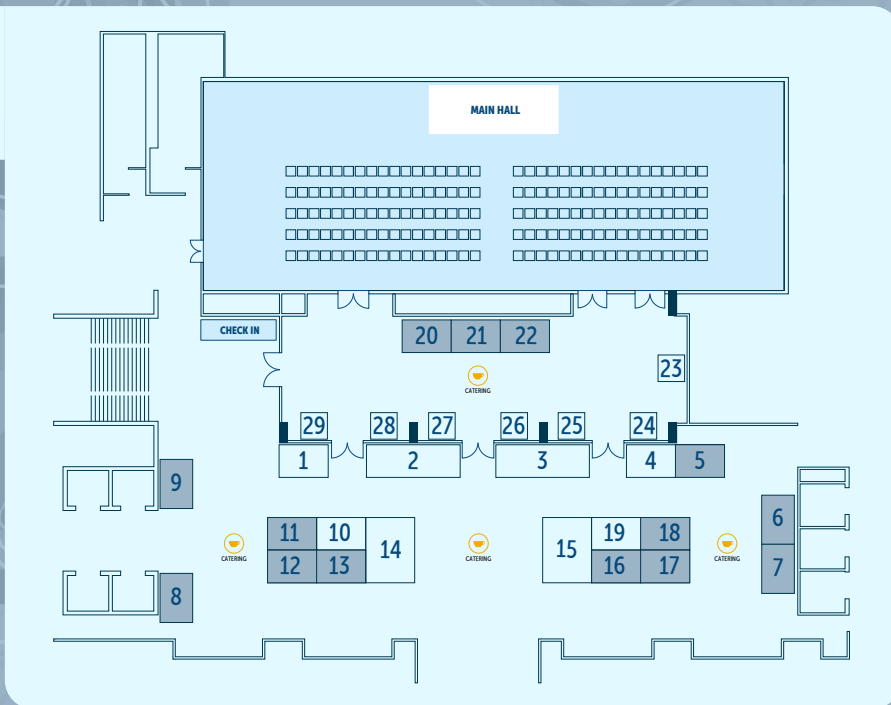 MAIN HALL
CHECK IN
20 21 22
23
CATERING
29 28 27 26 25 24
1 2 3 4 5
9
6
11 10 14 15 19 18
CATERING CATERING CATERING
12 13 16 17 7
8